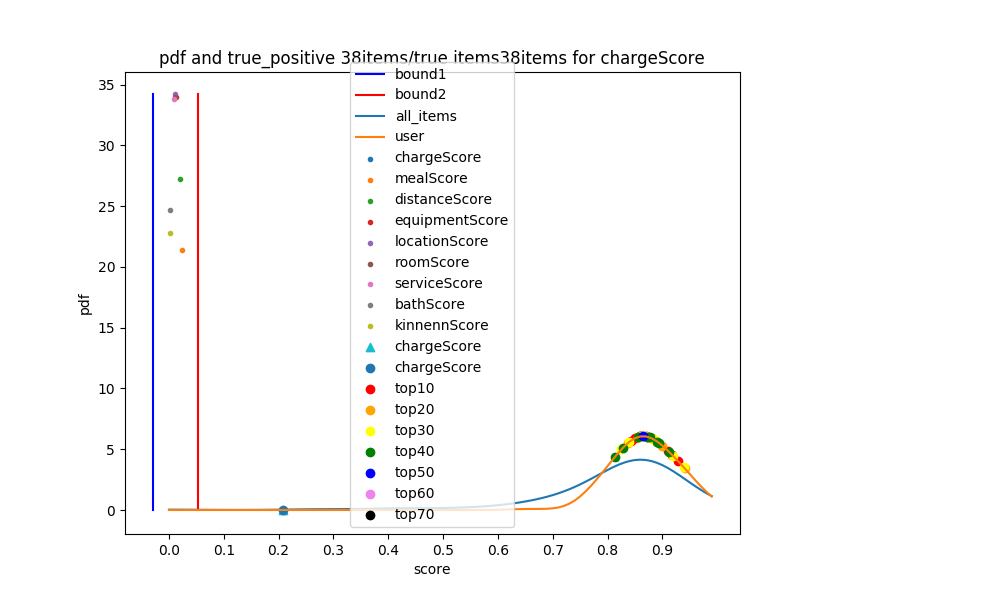 pdf and true_positive 38items/true items38items for chargeScore
bound1
bound2
all_items
user
chargeScore
mealScore
distanceScore
equipmentScore
locationScore
roomScore
serviceScore
bathScore
kinnennScore
chargeScore
chargeScore
top10
top20
top30
top40
top50
top60
top70
35
30
25
20
15
10
5
0
pdf
0.0 0.1 0.2 0.3 0.4 0.5 0.6 0.7 0.8 0.9
score